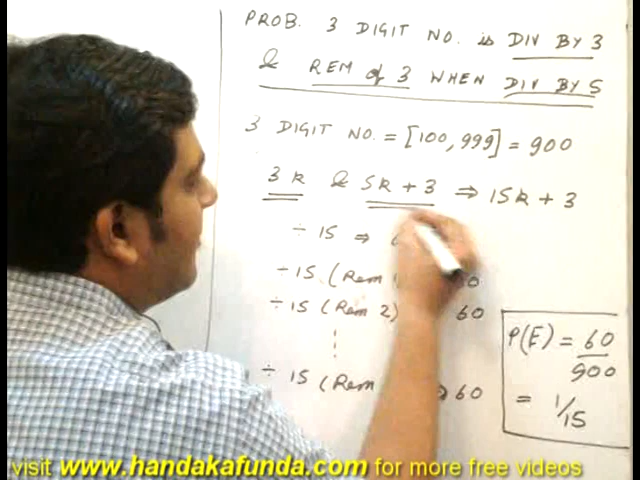 PROB. 3 DIGIT NO. is DIV BY 3
& REM of 3 WHEN DIV BY 5
3 DIGIT NO. = [100, 999] = 900
3k & 5k + 3 ⇒ 15k + 3
÷ 15 ⇒
÷ 15 (Rem 1 60
÷ 15 (Rem 2) 60
÷ 15 (Rem ⇒ 60
P(E) = 60/900
= 1/15
visit www.handakafunda.com for more free videos